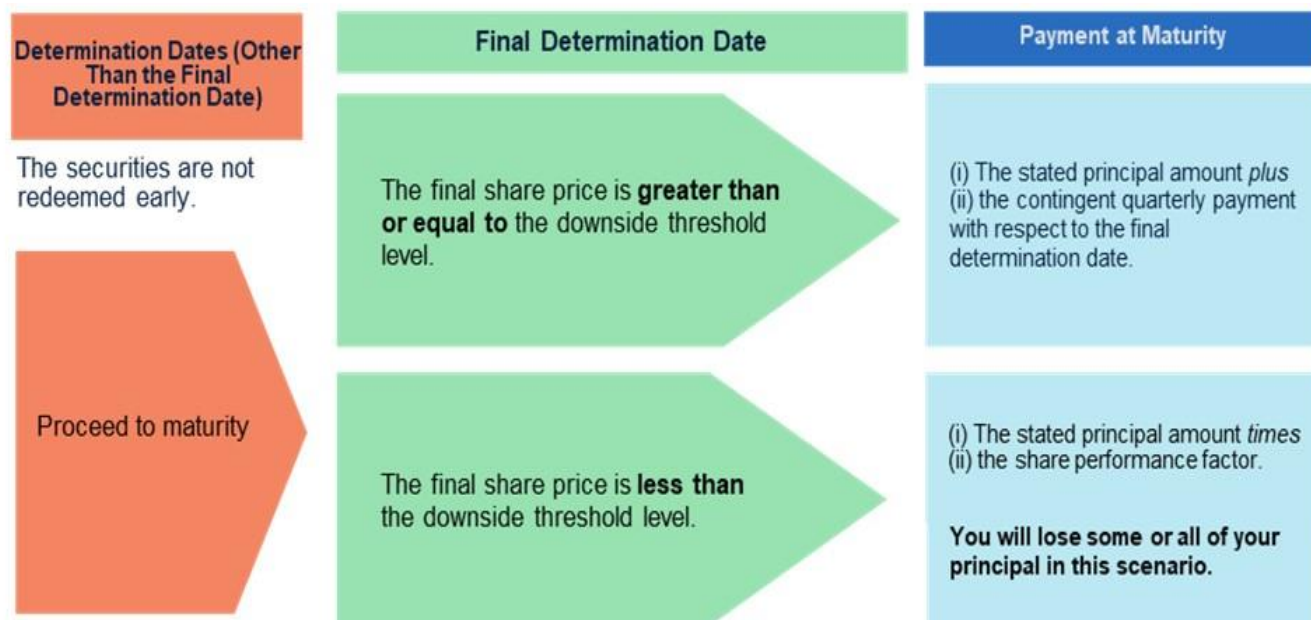 Determination Dates (Other
Than the Final
Determination Date)
The securities are not
redeemed early.
Proceed to maturity
Final Determination Date
The final share price is greater than
or equal to the downside threshold
level.
The final share price is less than
the downside threshold level.
Payment at Maturity
(i) The stated principal amount plus
(ii) the contingent quarterly payment
with respect to the final
determination date.
(i) The stated principal amount times
(ii) the share performance factor.
You will lose some or all of your
principal in this scenario.